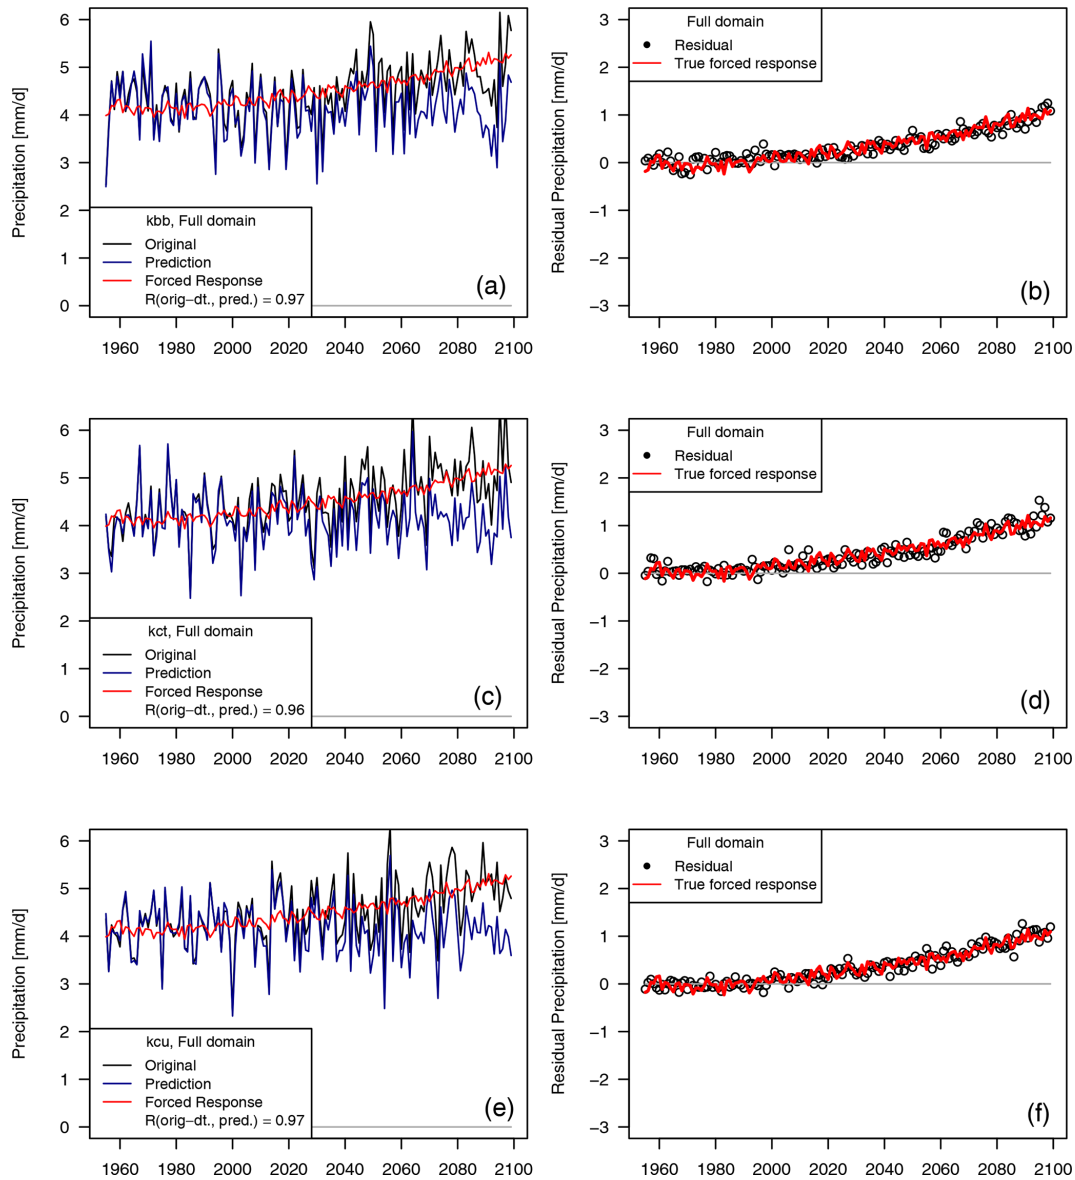 Precipitation [mm/d]
6
5
4
3
2
1
0
kbb, Full domain
Original
Prediction
Forced Response
R(orig−dt., pred.) = 0.97
(a)
1960 1980 2000 2020 2040 2060 2080 2100
Residual Precipitation [mm/d]
3
2
1
0
−1
−2
−3
Full domain
Residual
True forced response
(b)
1960 1980 2000 2020 2040 2060 2080 2100
Precipitation [mm/d]
6
5
4
3
2
1
0
kct, Full domain
Original
Prediction
Forced Response
R(orig−dt., pred.) = 0.96
(c)
1960 1980 2000 2020 2040 2060 2080 2100
Residual Precipitation [mm/d]
3
2
1
0
−1
−2
−3
Full domain
Residual
True forced response
(d)
1960 1980 2000 2020 2040 2060 2080 2100
Precipitation [mm/d]
6
5
4
3
2
1
0
kcu, Full domain
Original
Prediction
Forced Response
R(orig−dt., pred.) = 0.97
(e)
1960 1980 2000 2020 2040 2060 2080 2100
Residual Precipitation [mm/d]
3
2
1
0
−1
−2
−3
Full domain
Residual
True forced response
(f)
1960 1980 2000 2020 2040 2060 2080 2100